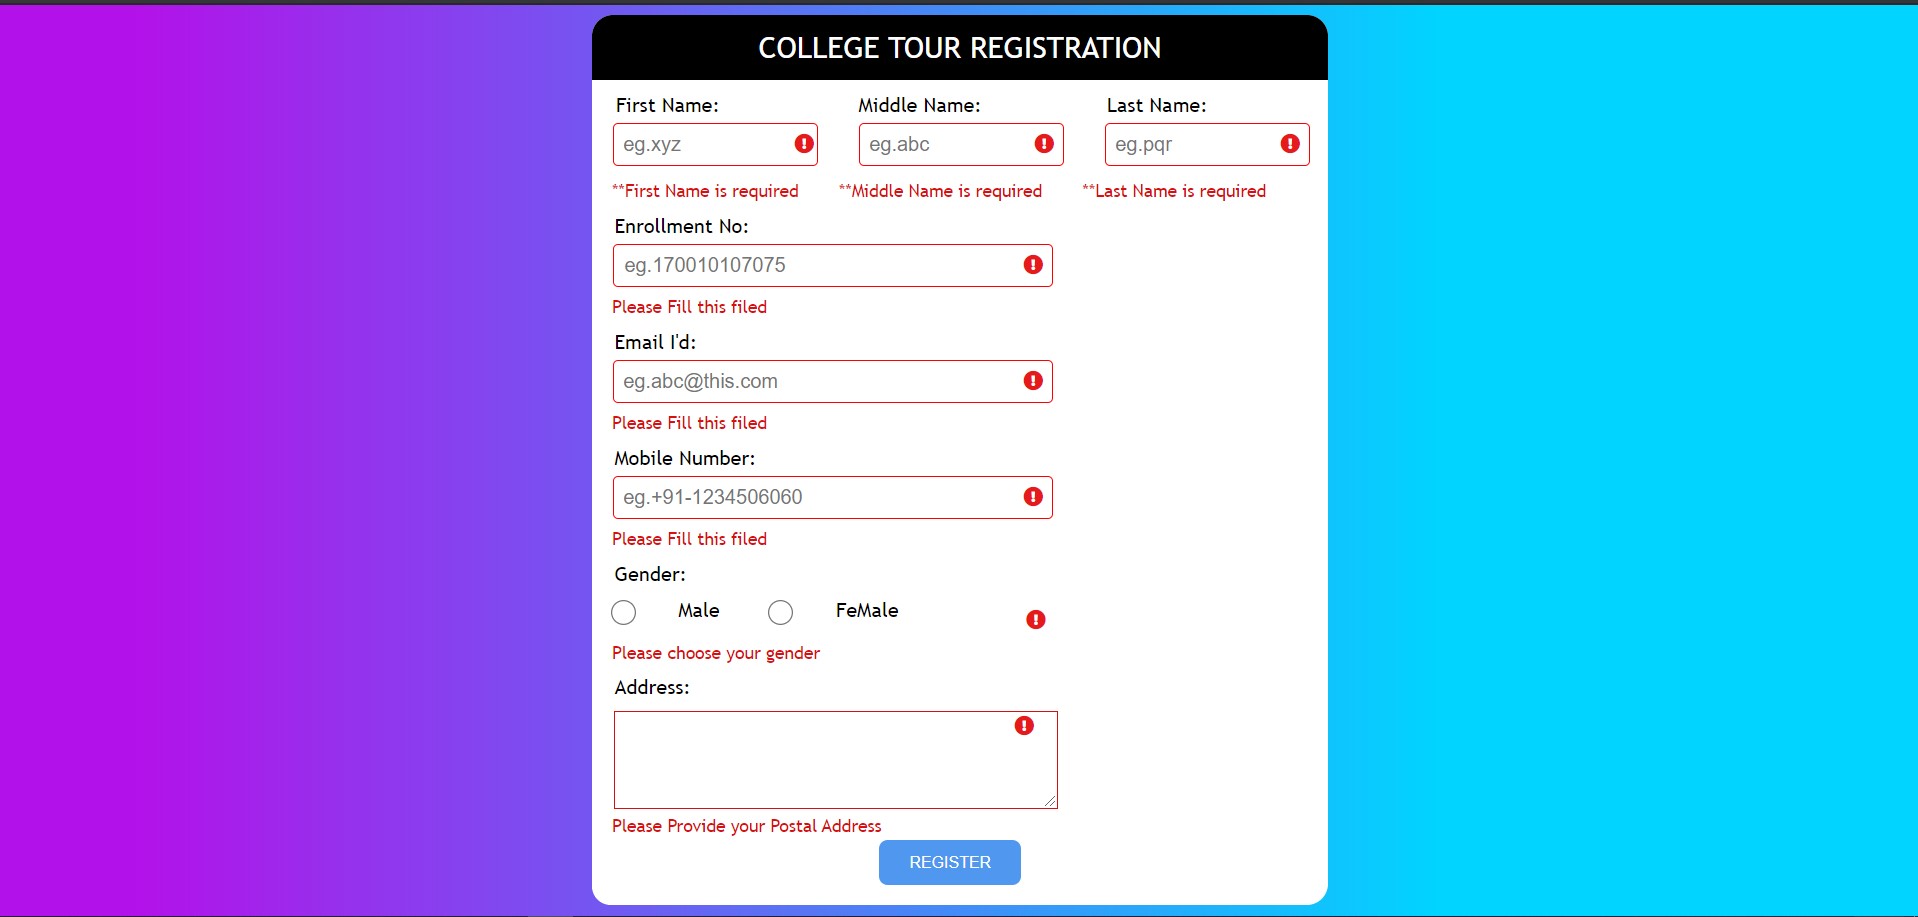 COLLEGE TOUR REGISTRATION
First Name: Middle Name: Last Name:
eg.xyz eg.abc eg.pqr
**First Name is required **Middle Name is required **Last Name is required
Enrollment No:
eg.170010107075
Please Fill this filed
Email I'd:
eg.abc@this.com
Please Fill this filed
Mobile Number:
eg.+91-1234506060
Please Fill this filed
Gender:
Male FeMale
Please choose your gender
Address:
Please Provide your Postal Address
REGISTER